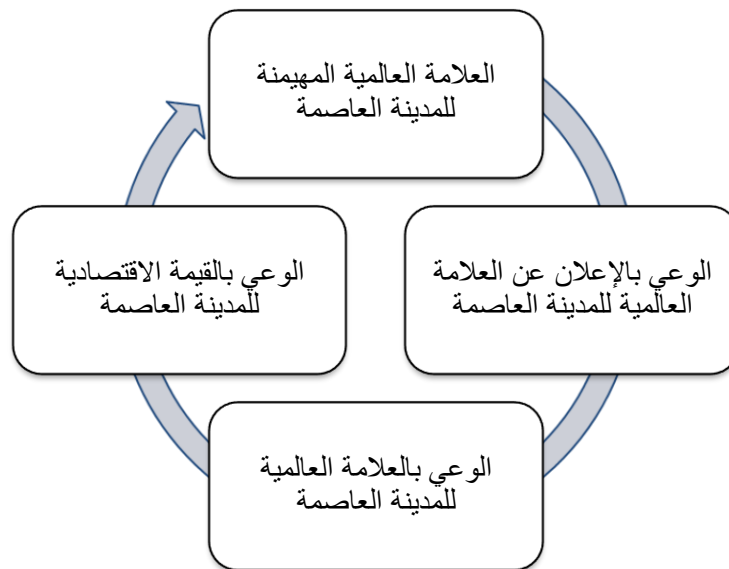 العلامة العالمية المهيمنة
للمدينة العاصمة
الوعي بالإعلان عن العلامة
العالمية للمدينة العاصمة
الوعي بالعلامة العالمية
للمدينة العاصمة
الوعي بالقيمة الاقتصادية
للمدينة العاصمة